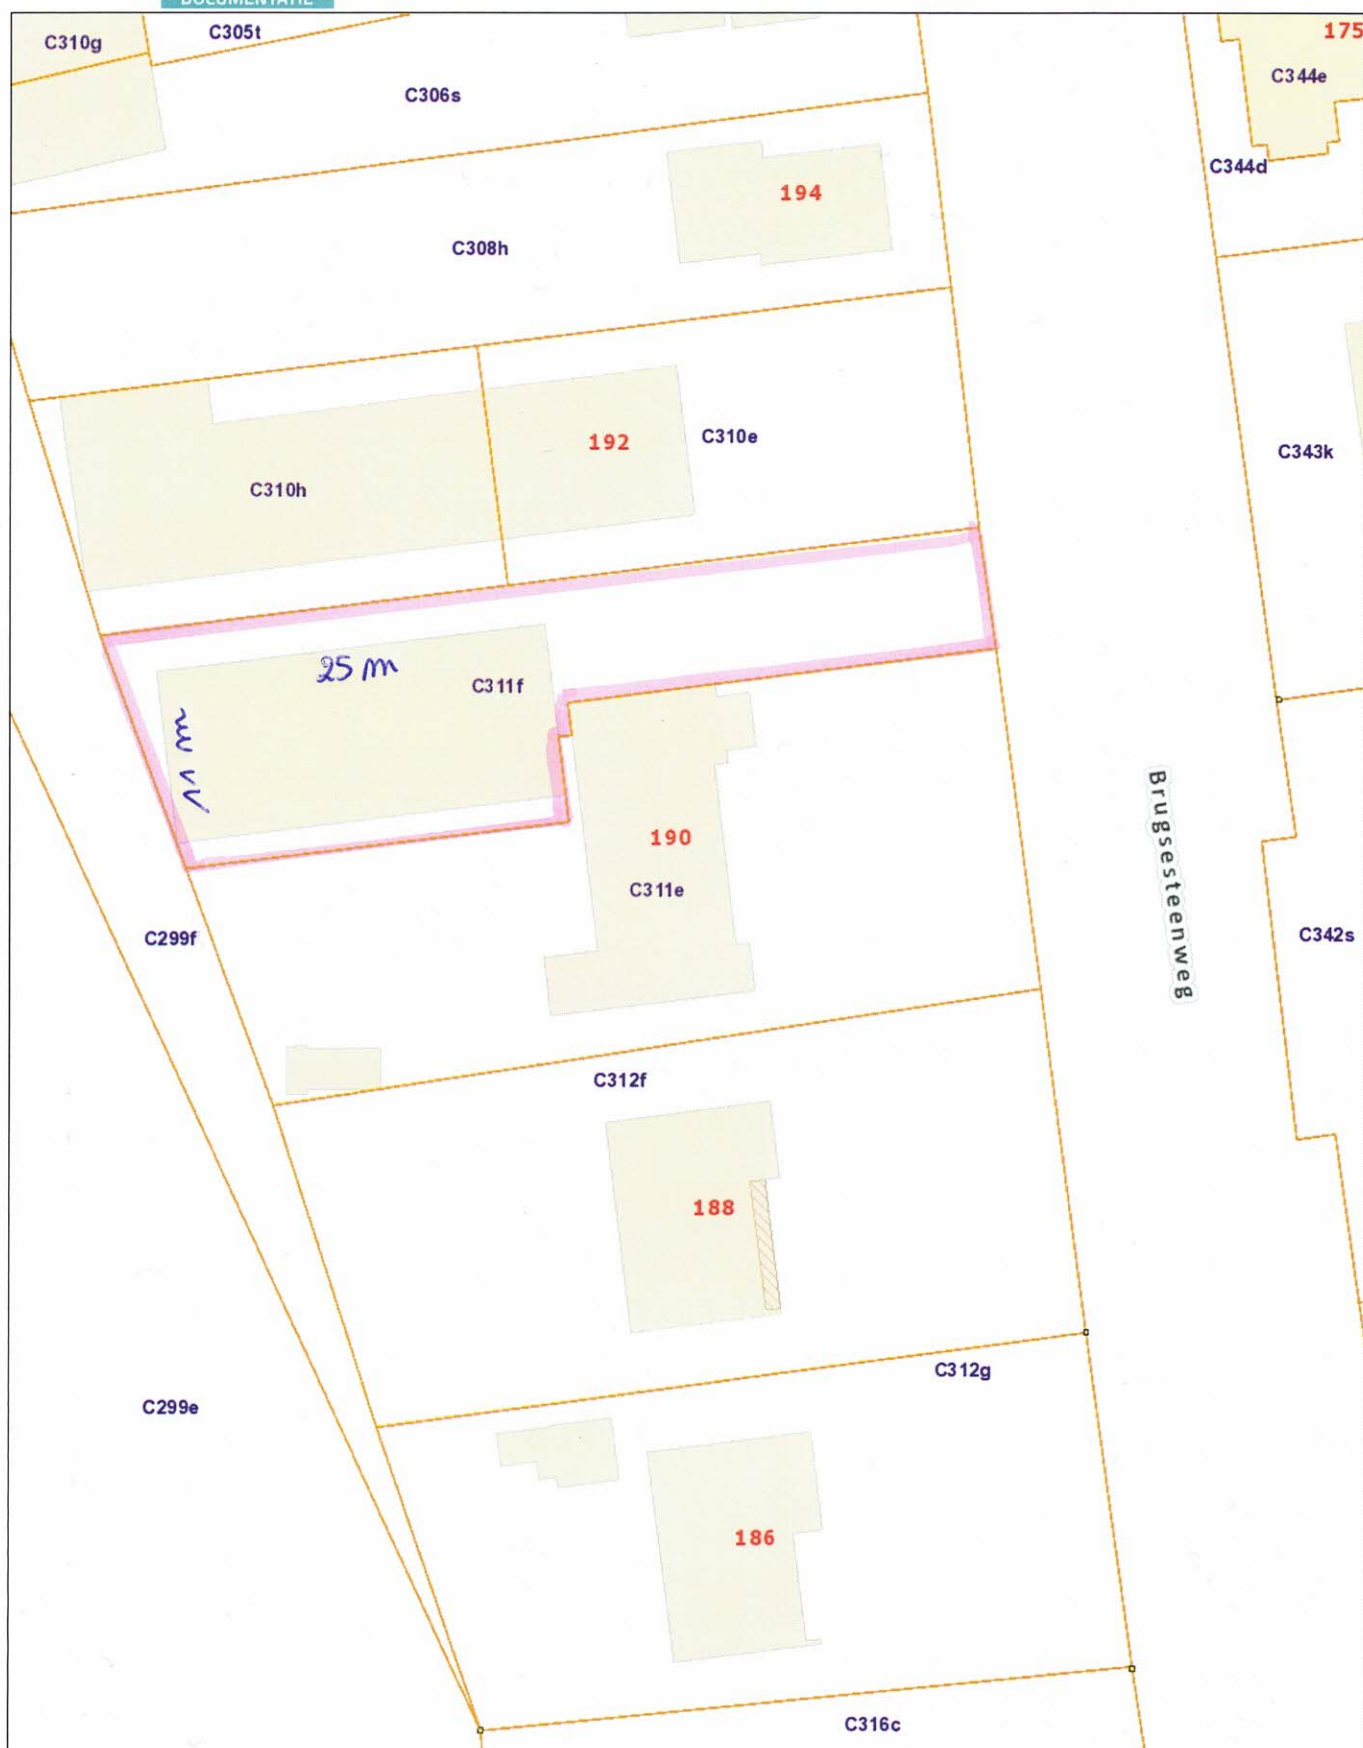 DOCUMENTATIE
C310g
C305t
175
C344e
C306s
C344d
194
C308h
192
C310e
C343k
C310h
25 m
C311f
11 m
Brugsesteenweg
190
C311e
C299f
C342s
C312f
188
C312g
C299e
186
C316c